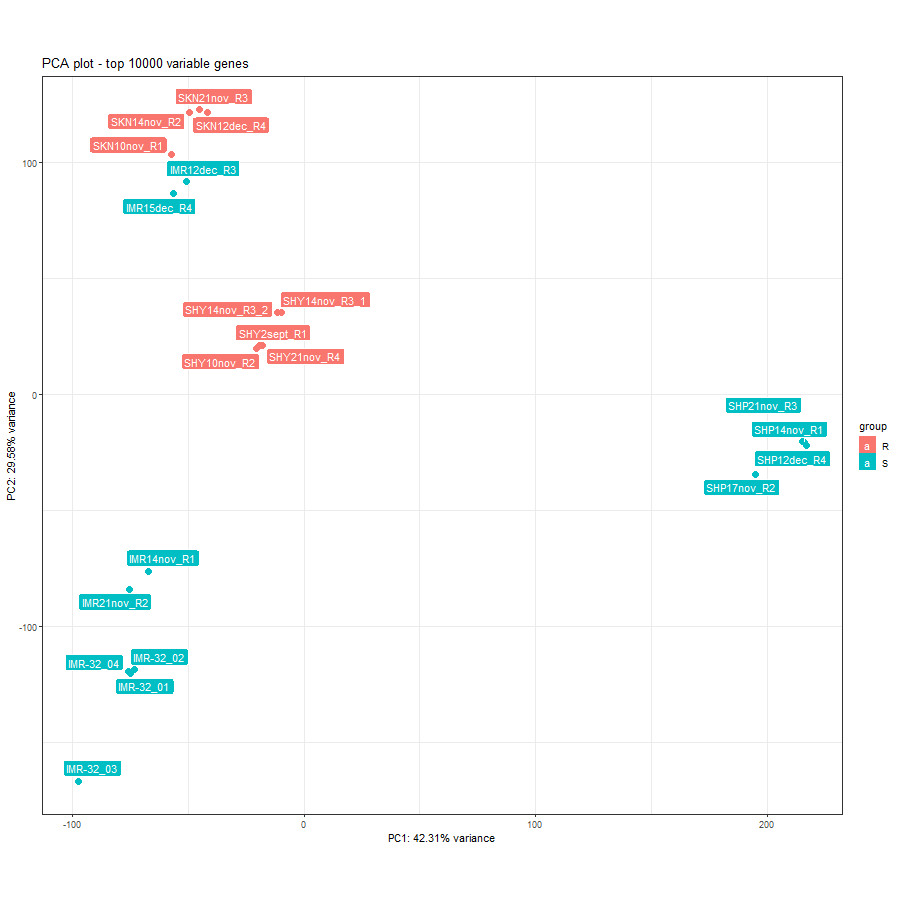 PCA plot - top 10000 variable genes
SKN21nov_R3
SKN14nov_R2
SKN12dec_R4
SKN10nov_R1
IMR12dec_R3
IMR15dec_R4
SHY14nov_R3_1
SHY14nov_R3_2
SHY2sept_R1
SHY21nov_R4
SHY10nov_R2
SHP21nov_R3
SHP14nov_R1
SHP12dec_R4
SHP17nov_R2
IMR14nov_R1
IMR21nov_R2
IMR-32_02
IMR-32_04
IMR-32_01
IMR-32_03
100
0
-100
PC2: 29.58% variance
-100
0
100
200
PC1: 42.31% variance
group
a R
a S